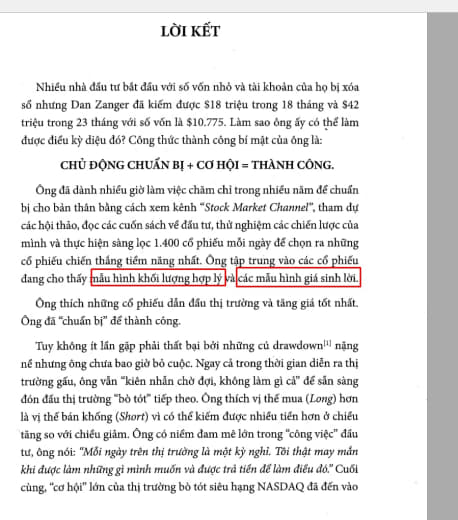 LỜI KẾT
Nhiều nhà đầu tư bắt đầu với số vốn nhỏ và tài khoản của họ bị xóa
sổ nhưng Dan Zanger đã kiếm được $18 triệu trong 18 tháng và $42
triệu trong 23 tháng với số vốn là $10.775. Làm sao ông ấy có thể làm
được điều kỳ diệu đó? Công thức thành công bí mật của ông là:
CHỦ ĐỘNG CHUẨN BỊ + CƠ HỘI = THÀNH CÔNG.
Ông đã dành nhiều giờ làm việc chăm chỉ trong nhiều năm để chuẩn
bị cho bản thân bằng cách xem kênh “Stock Market Channel”, tham dự
các hội thảo, đọc các cuốn sách về đầu tư, thử nghiệm các chiến lược của
mình và thực hiện sàng lọc 1.400 cổ phiếu mỗi ngày để chọn ra những
cổ phiếu chiến thắng tiềm năng nhất. Ông tập trung vào các cổ phiếu
đang cho thấy mẫu hình khối lượng hợp lý và các mẫu hình giá sinh lời.
Ông thích những cổ phiếu dẫn đầu thị trường và tăng giá tốt nhất.
Ông đã “chuẩn bị” để thành công.
Tuy không ít lần gặp phải thất bại bởi những cú drawdown[1] nặng
nề nhưng ông chưa bao giờ bỏ cuộc. Ngay cả trong thời gian diễn ra thị
trường gấu, ông vẫn “kiên nhẫn chờ đợi, không làm gì cả” để sẵn sàng
đón đầu thị trường “bò tót” tiếp theo. Ông thích vị thế mua (Long) hơn
là vị thế bán khống (Short) vì có thể kiếm được nhiều tiền hơn ở chiều
tăng so với chiều giảm. Ông có niềm đam mê lớn trong “công việc” đầu
tư, ông nói: “Mỗi ngày trên thị trường là một kỳ nghỉ. Tôi thật may mắn
khi được làm những gì mình muốn và được trả tiền để làm điều đó.” Cuối
cùng, “cơ hội” lớn của thị trường bò tót siêu hạng NASDAQ đã đến vào